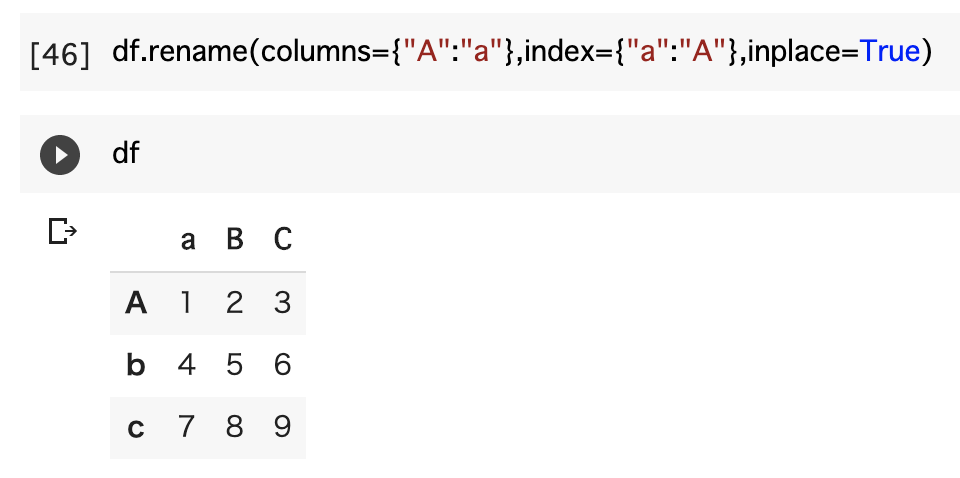 [46] df.rename(columns={"A":"a"},index={"a":"A"},inplace=True)
df
a B C
A 1 2 3
b 4 5 6
c 7 8 9